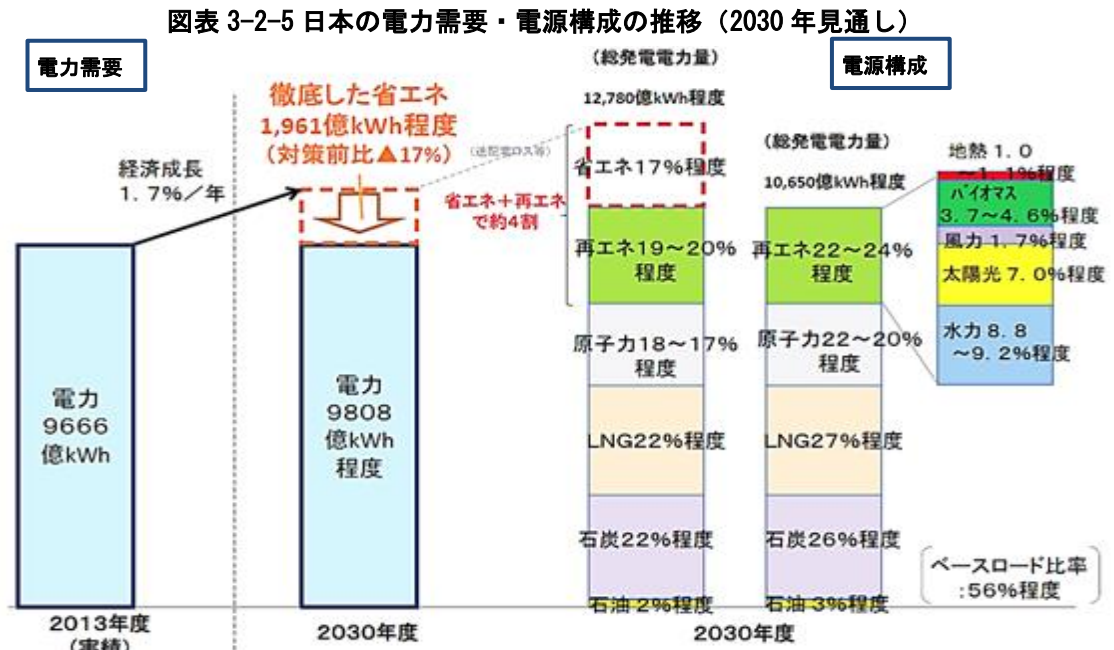 図表 3-2-5 日本の電力需要・電源構成の推移（2030 年見通し）
電力需要
電源構成
徹底した省エネ
1,961億kWh程度
（対策前比▲17%）
経済成長
１．７％／年
電力
９６６６
億kWh
電力
９８０８
億kWh
程度
（送配電ロス等）
省エネ＋再エネ
で約4割
（総発電電力量）
12,780億kWh程度
省エネ17％程度
再エネ19～20％
程度
原子力18～17％
程度
LNG22％程度
石炭22％程度
石油 2％程度
（総発電電力量）
10,650億kWh程度
再エネ22～24％
程度
原子力22～20％
程度
LNG27％程度
石炭26％程度
石油 3％程度
地熱 １．０
～１．１％程度
バイオマス
３．７～４．６％程度
風力 １．７％程度
太陽光 ７．０％程度
水力 ８．８
～９．２％程度
ベースロード比率
：56％程度
2013年度
（実績）
2030年度
2030年度